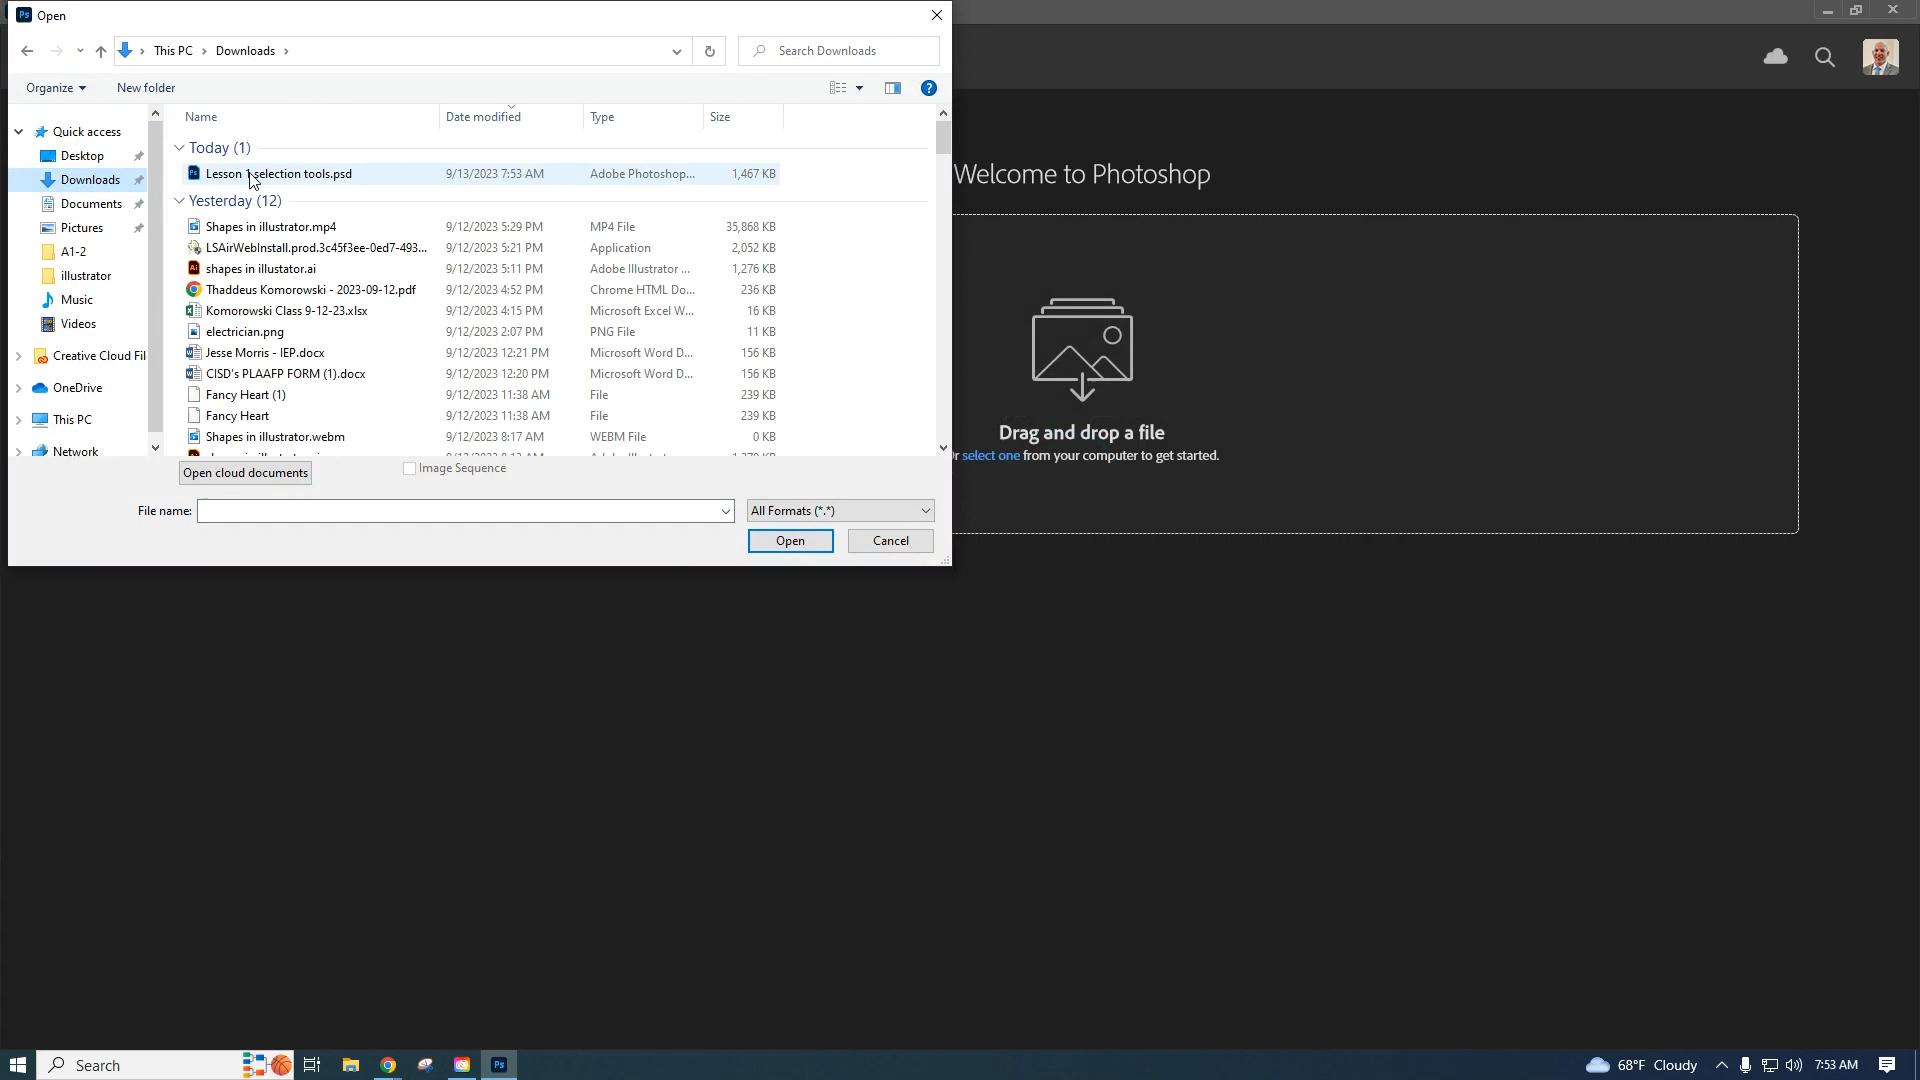 Ps Open
This PC > Downloads >
Search Downloads
Organize
New folder
?
Name
Date modified
Type
Size
Quick access
Desktop
Downloads
Documents
Pictures
A1-2
illustrator
Music
Videos
Creative Cloud Fil
OneDrive
This PC
Network
Today (1)
Lesson 1 selection tools.psd 9/13/2023 7:53 AM Adobe Photoshop... 1,467 KB
Yesterday (12)
Shapes in illustrator.mp4 9/12/2023 5:29 PM MP4 File 35,868 KB
LSAirWebInstall.prod.3c45f3ee-0ed7-493... 9/12/2023 5:21 PM Application 2,052 KB
shapes in illustator.ai 9/12/2023 5:11 PM Adobe Illustrator ... 1,276 KB
Thaddeus Komorowski - 2023-09-12.pdf 9/12/2023 4:52 PM Chrome HTML Do... 236 KB
Komorowski Class 9-12-23.xlsx 9/12/2023 4:15 PM Microsoft Excel W... 16 KB
electrician.png 9/12/2023 2:07 PM PNG File 11 KB
Jesse Morris - IEP.docx 9/12/2023 12:21 PM Microsoft Word D... 156 KB
CISD's PLAAFP FORM (1).docx 9/12/2023 12:20 PM Microsoft Word D... 156 KB
Fancy Heart (1) 9/12/2023 11:38 AM File 239 KB
Fancy Heart 9/12/2023 11:38 AM File 239 KB
Shapes in illustrator.webm 9/12/2023 8:17 AM WEBM File 0 KB
Open cloud documents
Image Sequence
File name:
All Formats (*.*)
Open
Cancel
Welcome to Photoshop
Drag and drop a file
r select one from your computer to get started.
Search
Ps
68°F Cloudy
7:53 AM